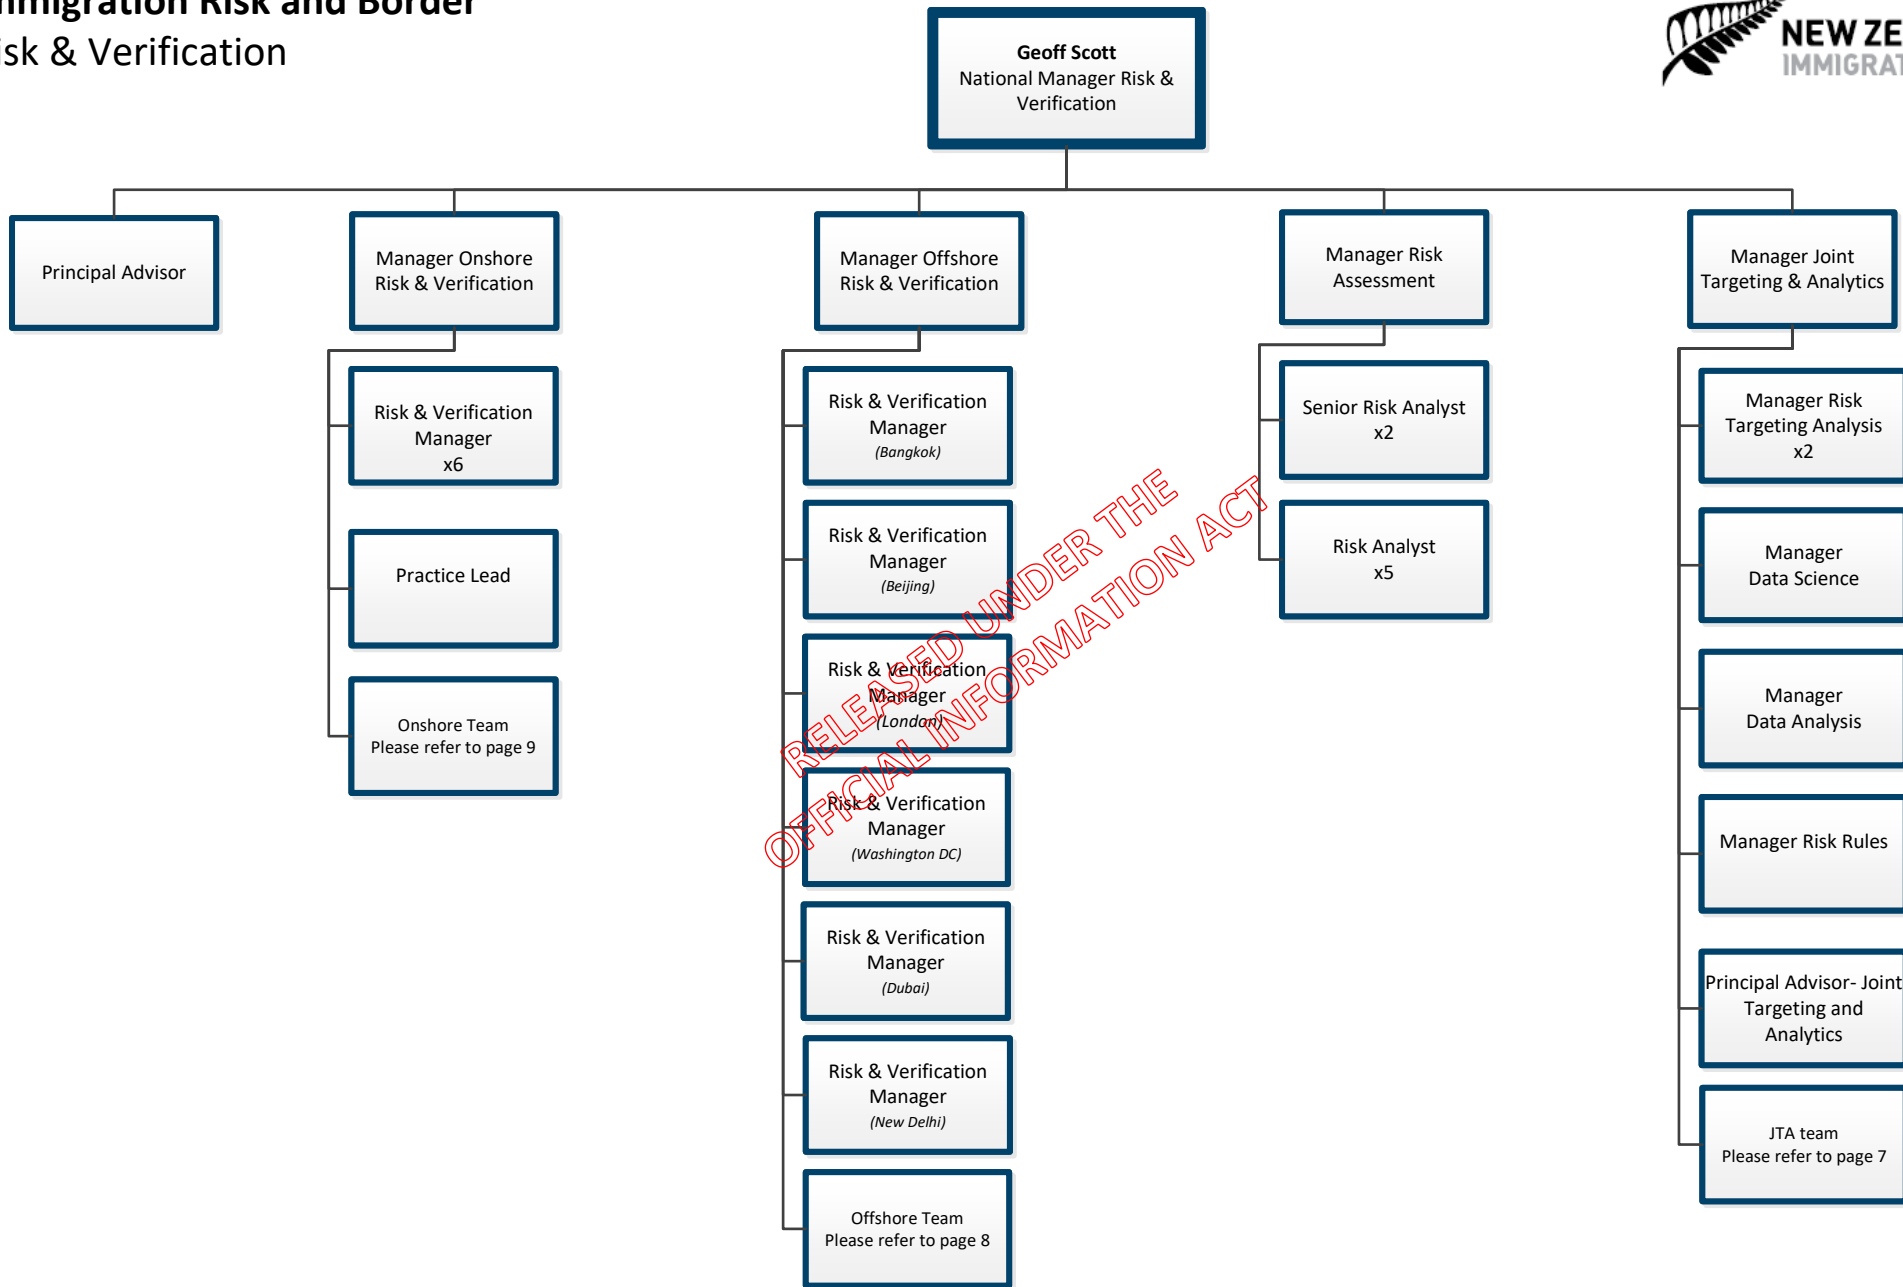 mmigration Risk and Border
isk & Verification
NEW ZE
IMMIGRAT
Geoff Scott
National Manager Risk &
Verification
Principal Advisor
Manager Onshore
Risk & Verification
Risk & Verification
Manager
x6
Practice Lead
Onshore Team
Please refer to page 9
Manager Offshore
Risk & Verification
Risk & Verification
Manager
(Bangkok)
Risk & Verification
Manager
(Beijing)
Risk & Verification
Manager
(London)
Risk & Verification
Manager
(Washington DC)
Risk & Verification
Manager
(Dubai)
Risk & Verification
Manager
(New Delhi)
Offshore Team
Please refer to page 8
Manager Risk
Assessment
Senior Risk Analyst
x2
Risk Analyst
x5
Manager Joint
Targeting & Analytics
Manager Risk
Targeting Analysis
x2
Manager
Data Science
Manager
Data Analysis
Manager Risk Rules
Principal Advisor- Joint
Targeting and
Analytics
JTA team
Please refer to page 7
RELEASED UNDER THE
OFFICIAL INFORMATION ACT